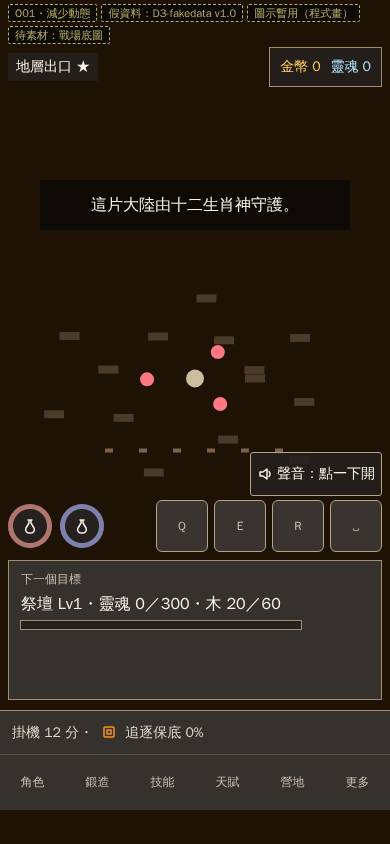 001・減少動態 假資料：D3-fakedata v1.0 圖示暫用（程式畫）
待素材：戰場底圖
地層出口 ★ 金幣 0 靈魂 0
這片大陸由十二生肖神守護。
聲音：點一下開
Q E R ␣
下一個目標
祭壇 Lv1・靈魂 0／300・木 20／60
掛機 12 分・ 追逐保底 0%
角色 鍛造 技能 天賦 營地 更多